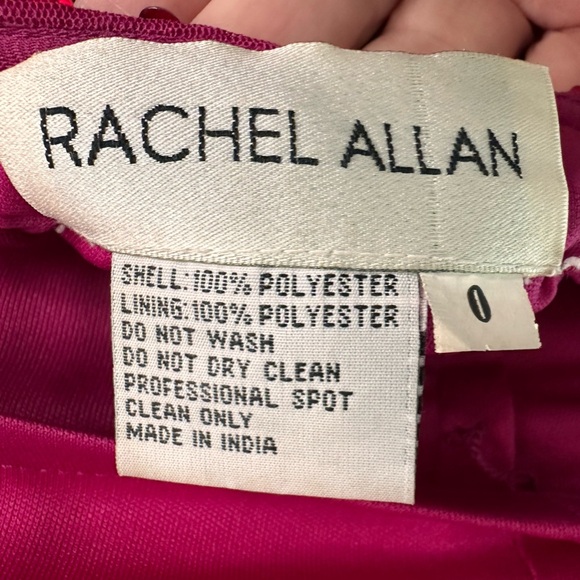 RACHEL ALLAN
SHELL:100% POLYESTER
LINING:100% POLYESTER
DO NOT WASH
DO NOT DRY CLEAN
PROFESSIONAL SPOT
CLEAN ONLY
MADE IN INDIA
0